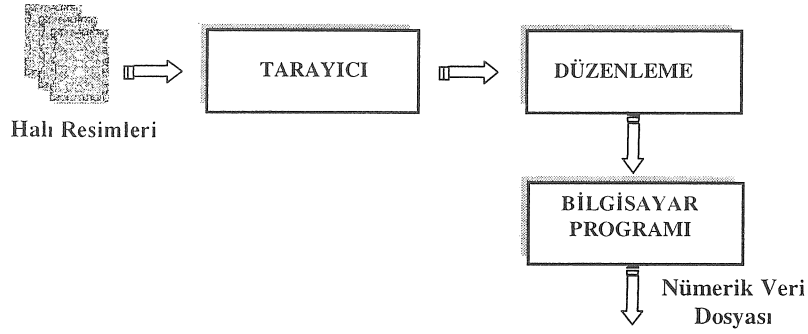 TARAYICI
DÜZENLEME
Halı Resimleri
BİLGİSAYAR
PROGRAMI
Nümerik Veri
Dosyası